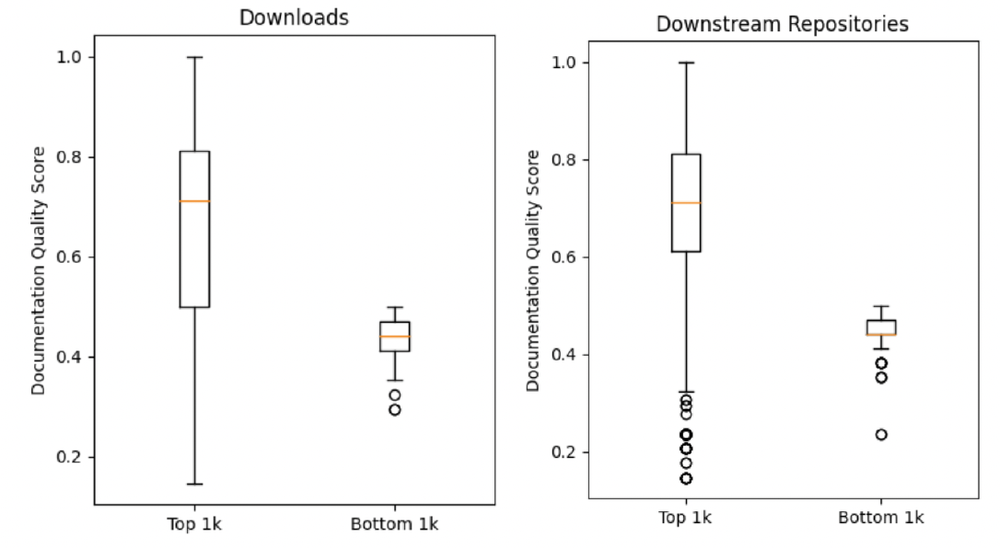 Downloads
Documentation Quality Score
1.0
0.8
0.6
0.4
0.2
Top 1k
Bottom 1k
Downstream Repositories
Documentation Quality Score
1.0
0.8
0.6
0.4
0.2
Top 1k
Bottom 1k